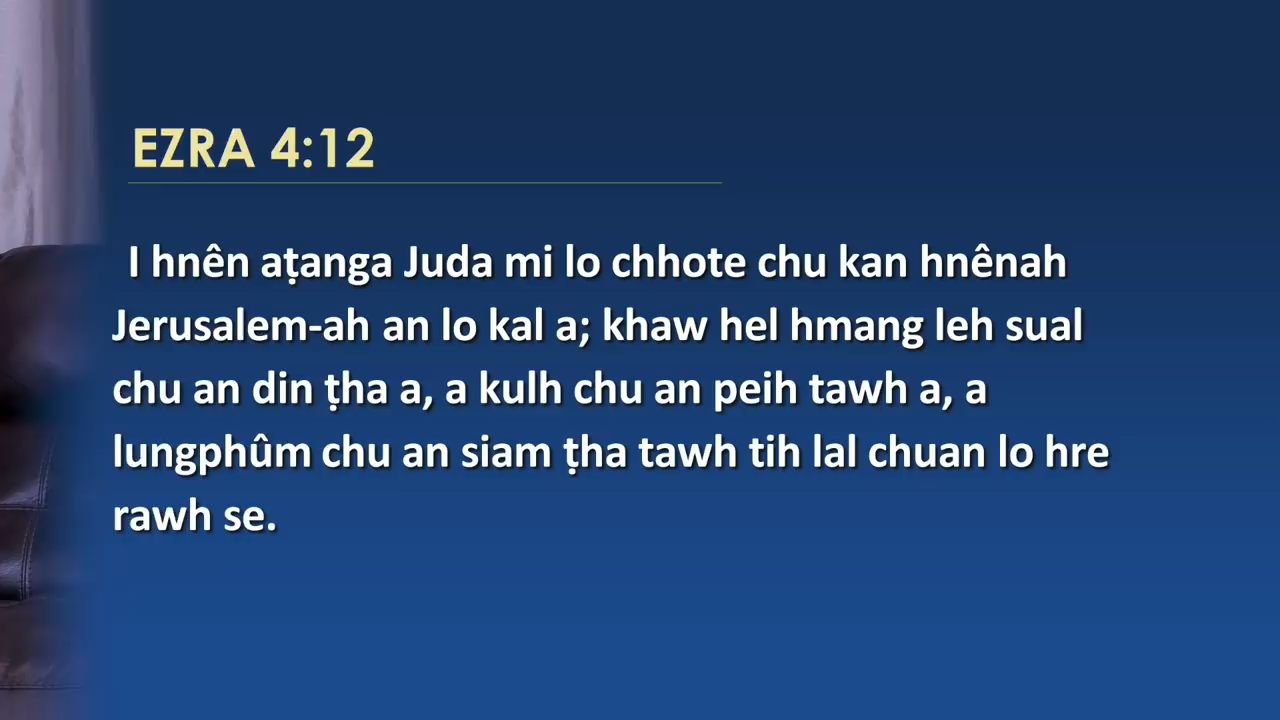 EZRA 4:12
I hnên aṭanga Juda mi lo chhote chu kan hnênah
Jerusalem-ah an lo kal a; khaw hel hmang leh sual
chu an din ṭha a, a kulh chu an peih tawh a, a
lungphûm chu an siam ṭha tawh tih lal chuan lo hre
rawh se.